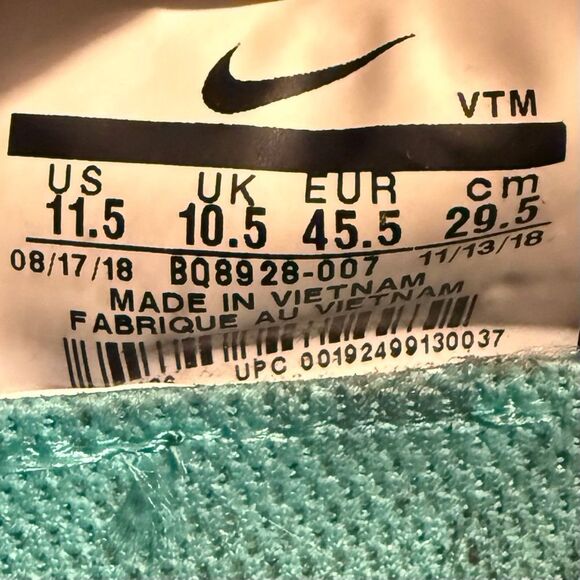 VTM
US UK EUR cm
11.5 10.5 45.5 29.5
08/17/18 BQ8928-007 11/13/18
MADE IN VIETNAM
FABRIQUE AU VIETNAM
UPC 00192499130037